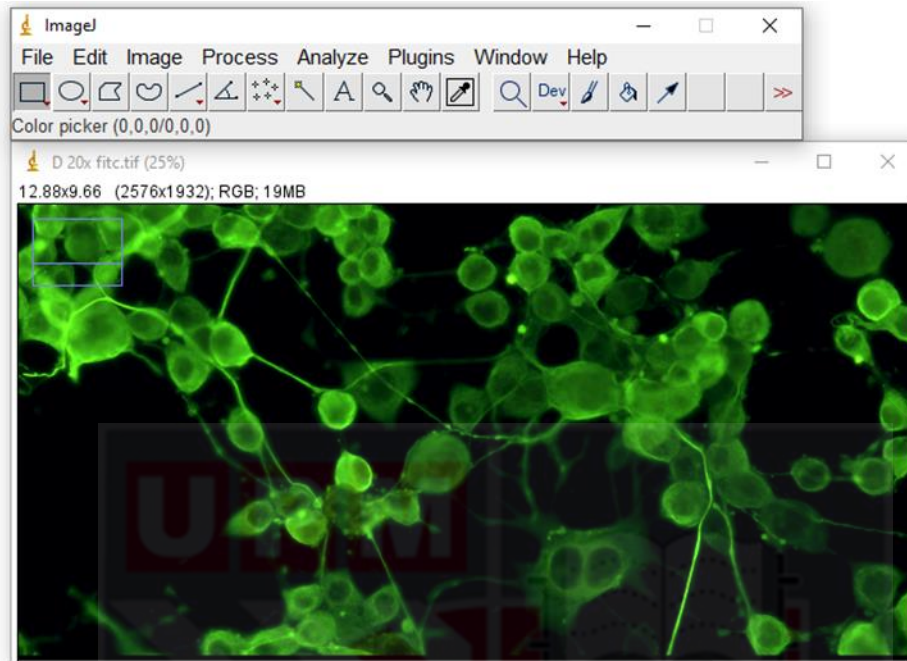 ImageJ
File Edit Image Process Analyze Plugins Window Help
A Dev >>
Color picker (0,0,0/0,0,0)
D 20x fitc.tif (25%)
12.88x9.66 (2576x1932); RGB; 19MB
UPM